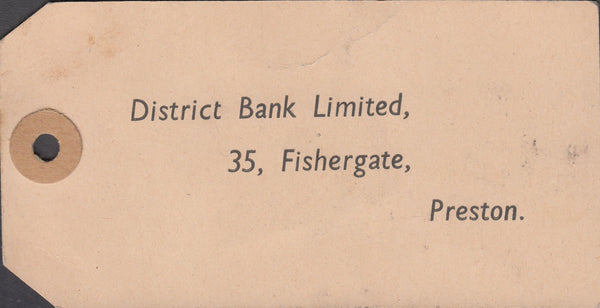 District Bank Limited,
35, Fishergate,
Preston.